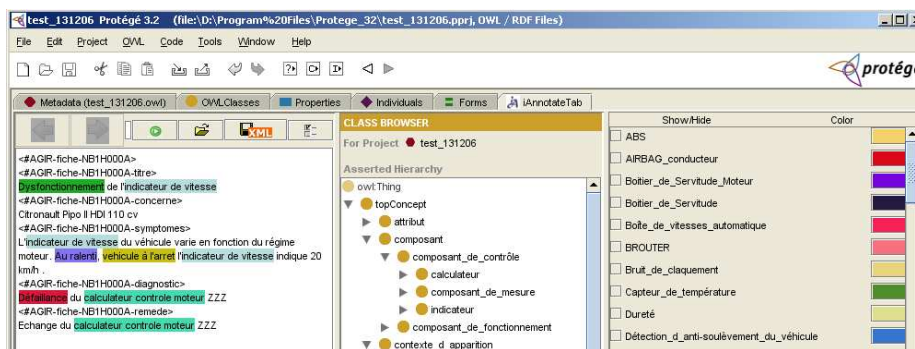 test_131206 Protégé 3.2 (file:\D:\Program%20Files\Protege_32\test_131206.pprj, OWL / RDF Files)
File Edit Project OWL Code Tools Window Help
protégé
Metadata (test_131206.owl) OWLClasses Properties Individuals Forms iAnnotateTab
XML
<#AGIR-fiche-NB1H000A>
<#AGIR-fiche-NB1H000A-titre>
Dysfonctionnement de l'indicateur de vitesse
<#AGIR-fiche-NB1H000A-concerne>
Citronault Pipo II HDI 110 cv
<#AGIR-fiche-NB1H000A-symptomes>
L'indicateur de vitesse du véhicule varie en fonction du régime
moteur. Au ralenti, vehicule à l'arret l'indicateur de vitesse indique 20
km/h .
<#AGIR-fiche-NB1H000A-diagnostic>
Défaillance du calculateur controle moteur ZZZ
<#AGIR-fiche-NB1H000A-remede>
Echange du calculateur controle moteur ZZZ
CLASS BROWSER
For Project test_131206
Asserted Hierarchy
owl:Thing
topConcept
attribut
composant
composant_de_contrôle
calculateur
composant_de_mesure
indicateur
composant_de_fonctionnement
contexte_d_apparition
Show/Hide Color
ABS
AIRBAG_conducteur
Boitier_de_Servitude_Moteur
Boitier_de_Servitude
Boîte_de_vitesses_automatique
BROUTER
Bruit_de_claquement
Capteur_de_température
Dureté
Détection_d_anti-soulèvement_du_véhicule